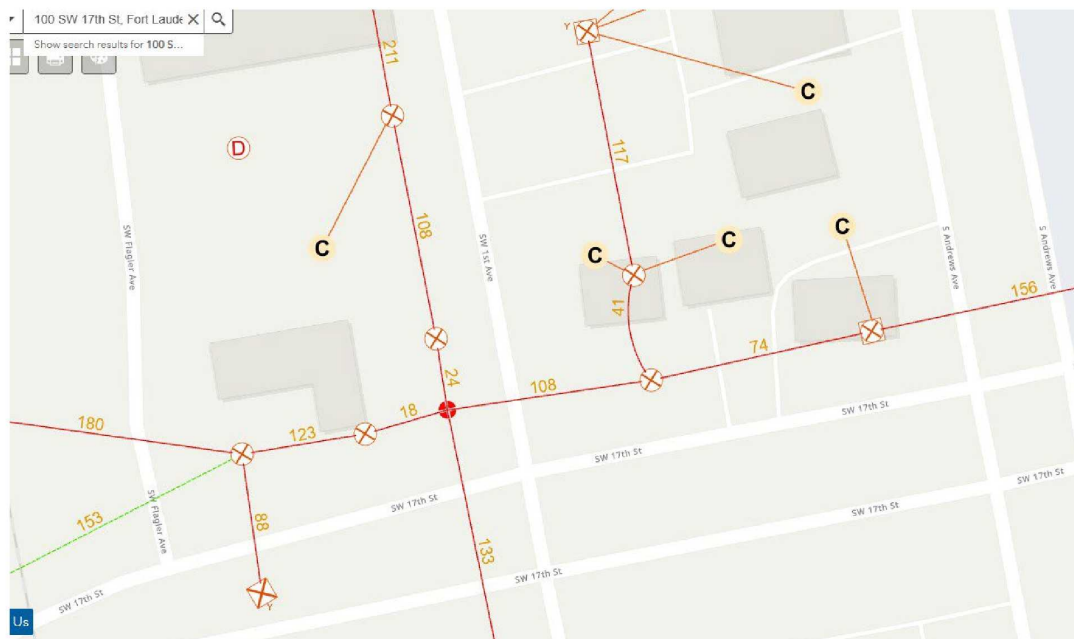 100 SW 17th St, Fort Laude
Show search results for 100 S...
211
Y
C
D
117
C
108
SW Flagler Ave
SW 1st Ave
C
C
C
S Andrews Ave
S Andrews Ave
41
156
74
24
108
18
SW 17th St
180
123
SW 17th St
SW 17th St
SW Flagler Ave
SW 17th St
SW 17th St
153
88
133
SW 17th St
SW 17th St
Y
Us